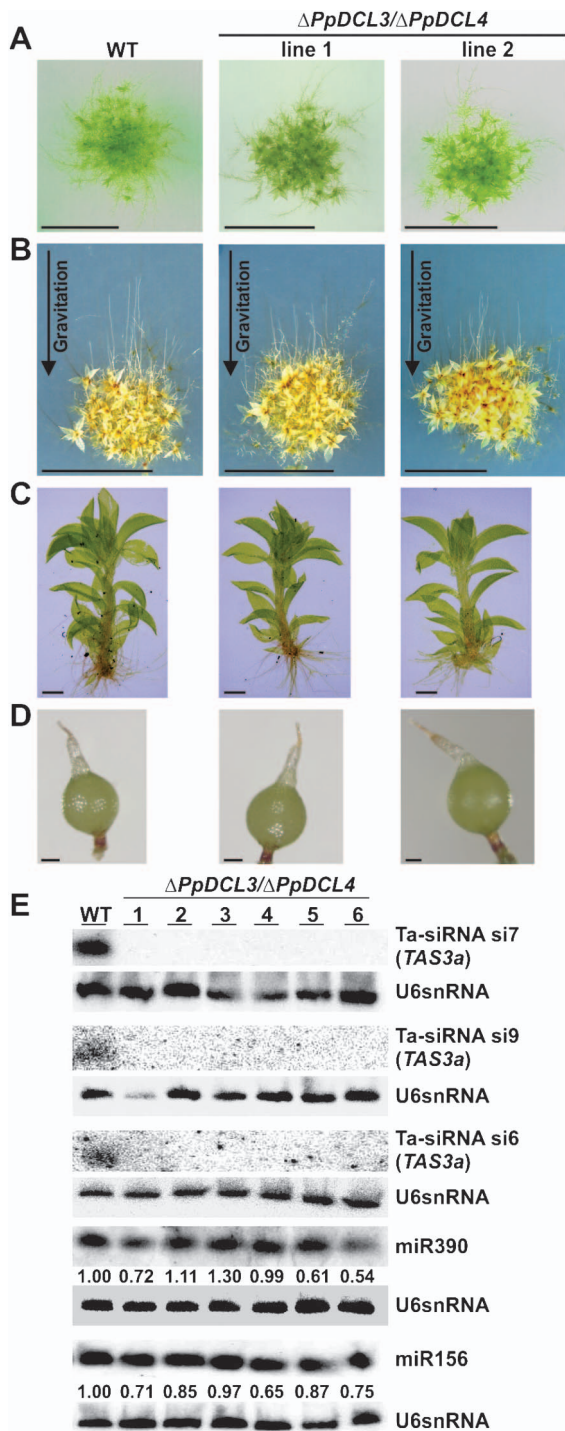 ΔPpDCL3/ΔPpDCL4
A WT line 1 line 2
B Gravitation Gravitation Gravitation
C
D
ΔPpDCL3/ΔPpDCL4
E WT 1 2 3 4 5 6
Ta-siRNA si7
(TAS3a)
U6snRNA
Ta-siRNA si9
(TAS3a)
U6snRNA
Ta-siRNA si6
(TAS3a)
U6snRNA
miR390
1.00 0.72 1.11 1.30 0.99 0.61 0.54
U6snRNA
miR156
1.00 0.71 0.85 0.97 0.65 0.87 0.75
U6snRNA